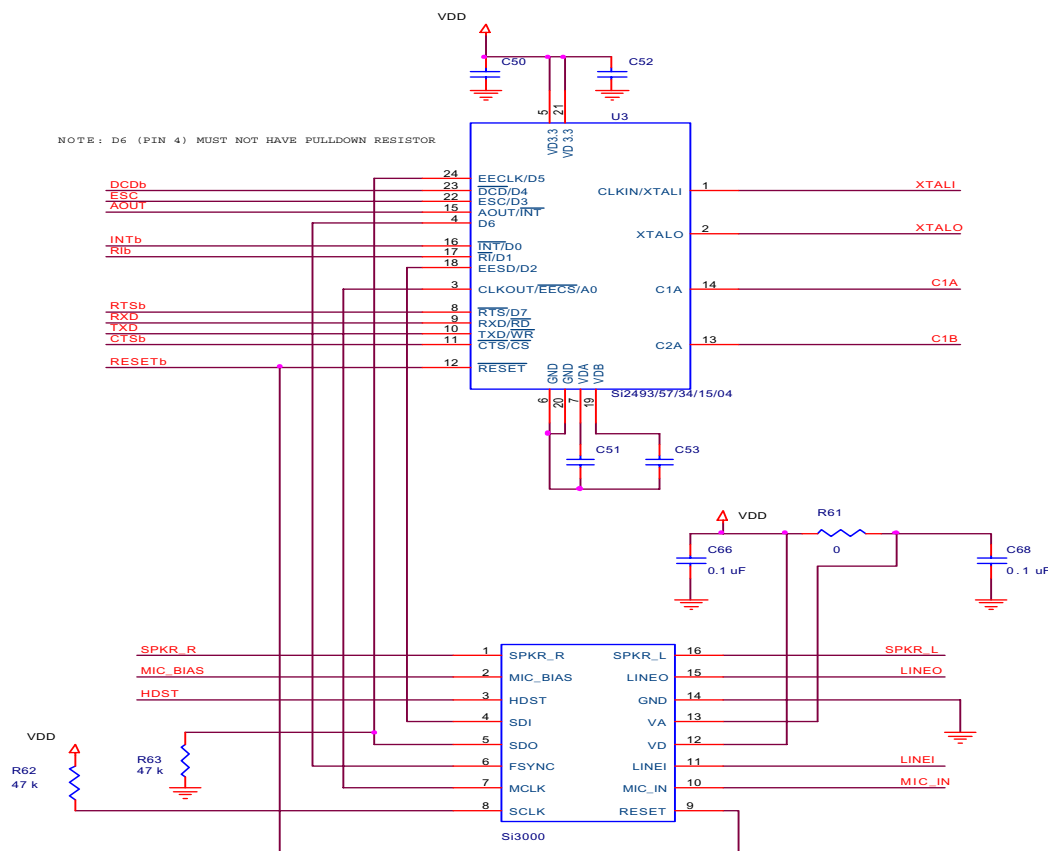 VDD
C50
C52
5
21
U3
VD3.3
VD 3.3
NOTE: D6 (PIN 4) MUST NOT HAVE PULLDOWN RESISTOR
24
EECLK/D5
DCDb
23
DCD/D4
CLKIN/XTALI
1
XTALI
ESC
22
ESC/D3
AOUT
15
AOUT/INT
4
D6
XTALO
2
XTALO
INTb
16
INT/D0
RIb
17
RI/D1
18
EESD/D2
3
CLKOUT/EECS/A0
C1A
14
C1A
RTSb
8
RTS/D7
RXD
9
RXD/RD
TXD
10
TXD/WR
CTSb
11
CTS/CS
C2A
13
C1B
RESETb
12
RESET
GND
GND
VDA
VDB
6
20
7
19
Si2493/57/34/15/04
C51
C53
VDD
R61
0
C66
0.1 uF
C68
0.1 uF
SPKR_R
1
SPKR_R
SPKR_L
16
SPKR_L
MIC_BIAS
2
MIC_BIAS
LINEO
15
LINEO
HDST
3
HDST
GND
14
4
SDI
VA
13
VDD
5
SDO
VD
12
R63
47 k
R62
47 k
6
FSYNC
LINEI
11
LINEI
7
MCLK
MIC_IN
10
MIC_IN
8
SCLK
RESET
9
Si3000